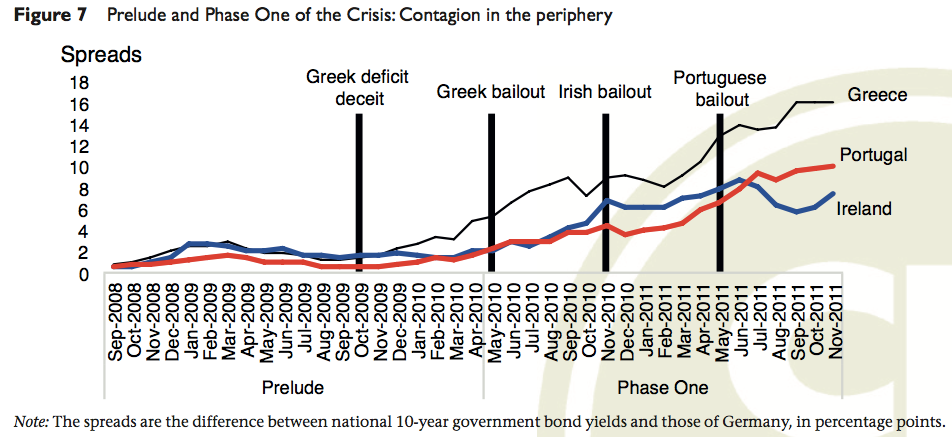 Figure 7 Prelude and Phase One of the Crisis: Contagion in the periphery
Spreads
18
16
14
12
10
8
6
4
2
0
Greek deficit
deceit
Greek bailout
Irish bailout
Portuguese
bailout
Greece
Portugal
Ireland
Sep-2008
Oct-2008
Nov-2008
Dec-2008
Jan-2009
Feb-2009
Mar-2009
Apr-2009
May-2009
Jun-2009
Jul-2009
Aug-2009
Sep-2009
Oct-2009
Nov-2009
Dec-2009
Jan-2010
Feb-2010
Mar-2010
Apr-2010
May-2010
Jun-2010
Jul-2010
Aug-2010
Sep-2010
Oct-2010
Nov-2010
Dec-2010
Jan-2011
Feb-2011
Mar-2011
Apr-2011
May-2011
Jun-2011
Jul-2011
Aug-2011
Sep-2011
Oct-2011
Nov-2011
Prelude
Phase One
Note: The spreads are the difference between national 10-year government bond yields and those of Germany, in percentage points.